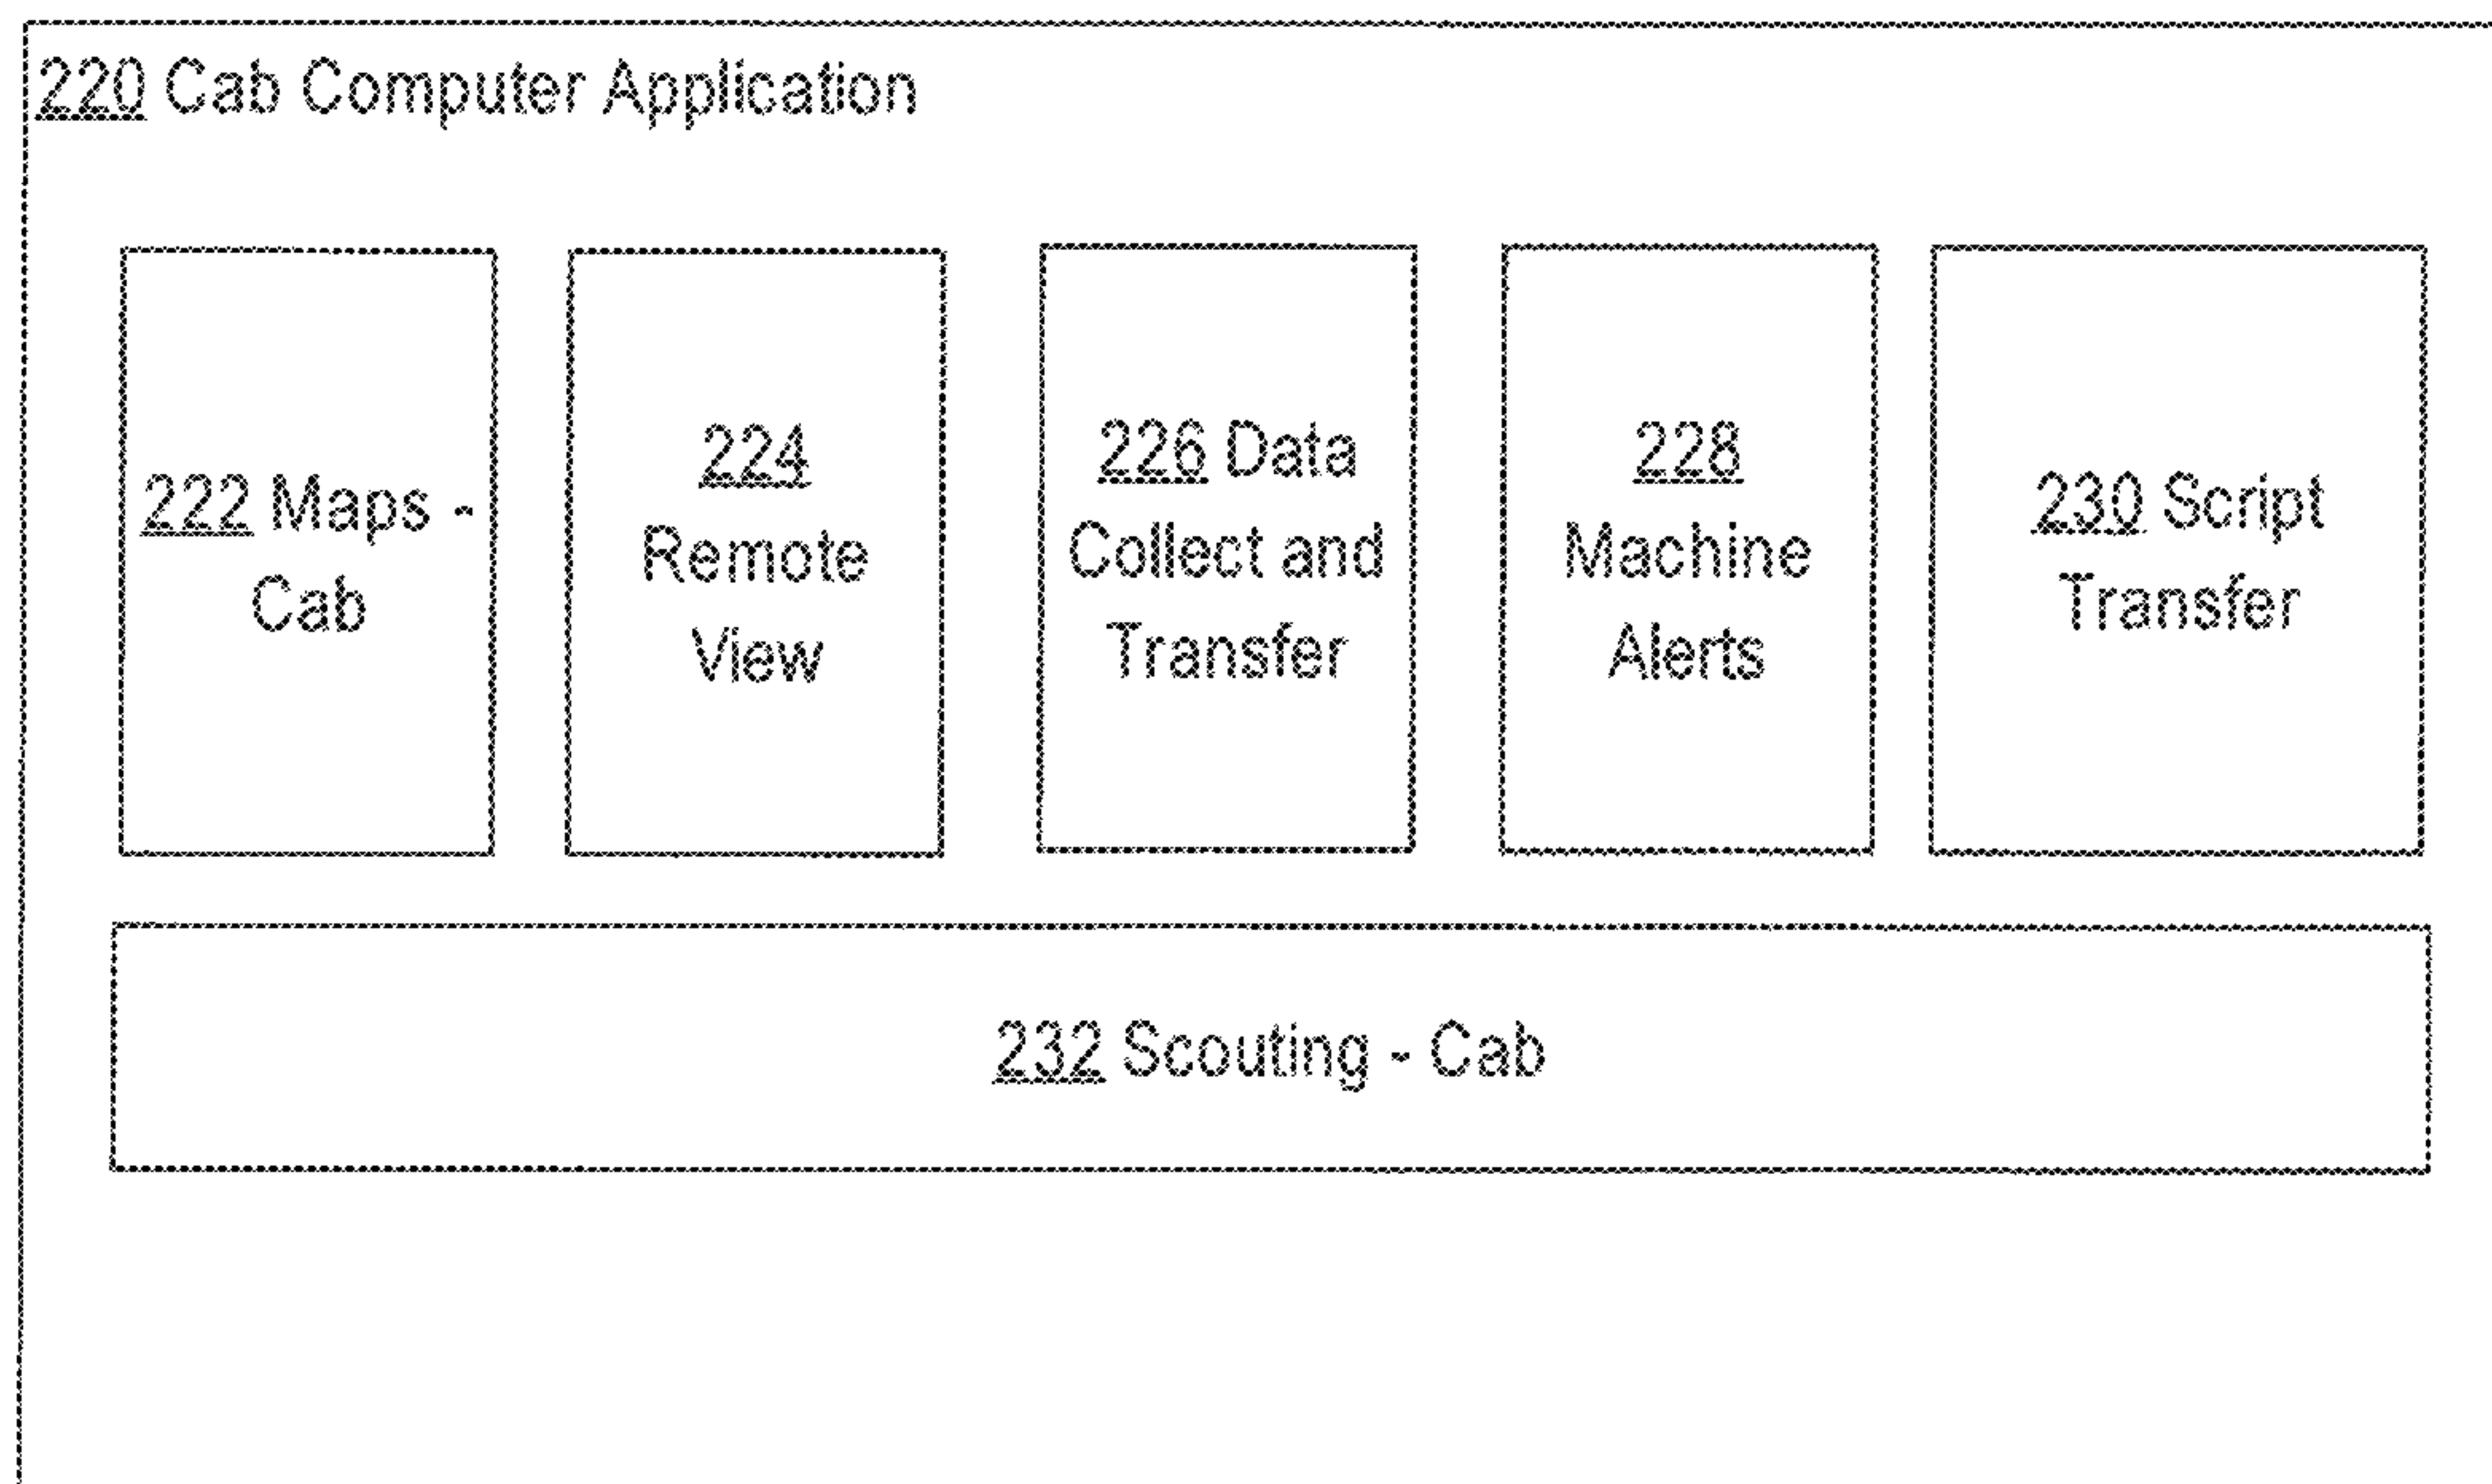 220 Cab Computer Application
222 Maps -
Cab
224
Remote
View
226 Data
Collect and
Transfer
228
Machine
Alerts
230 Script
Transfer
232 Scouting - Cab